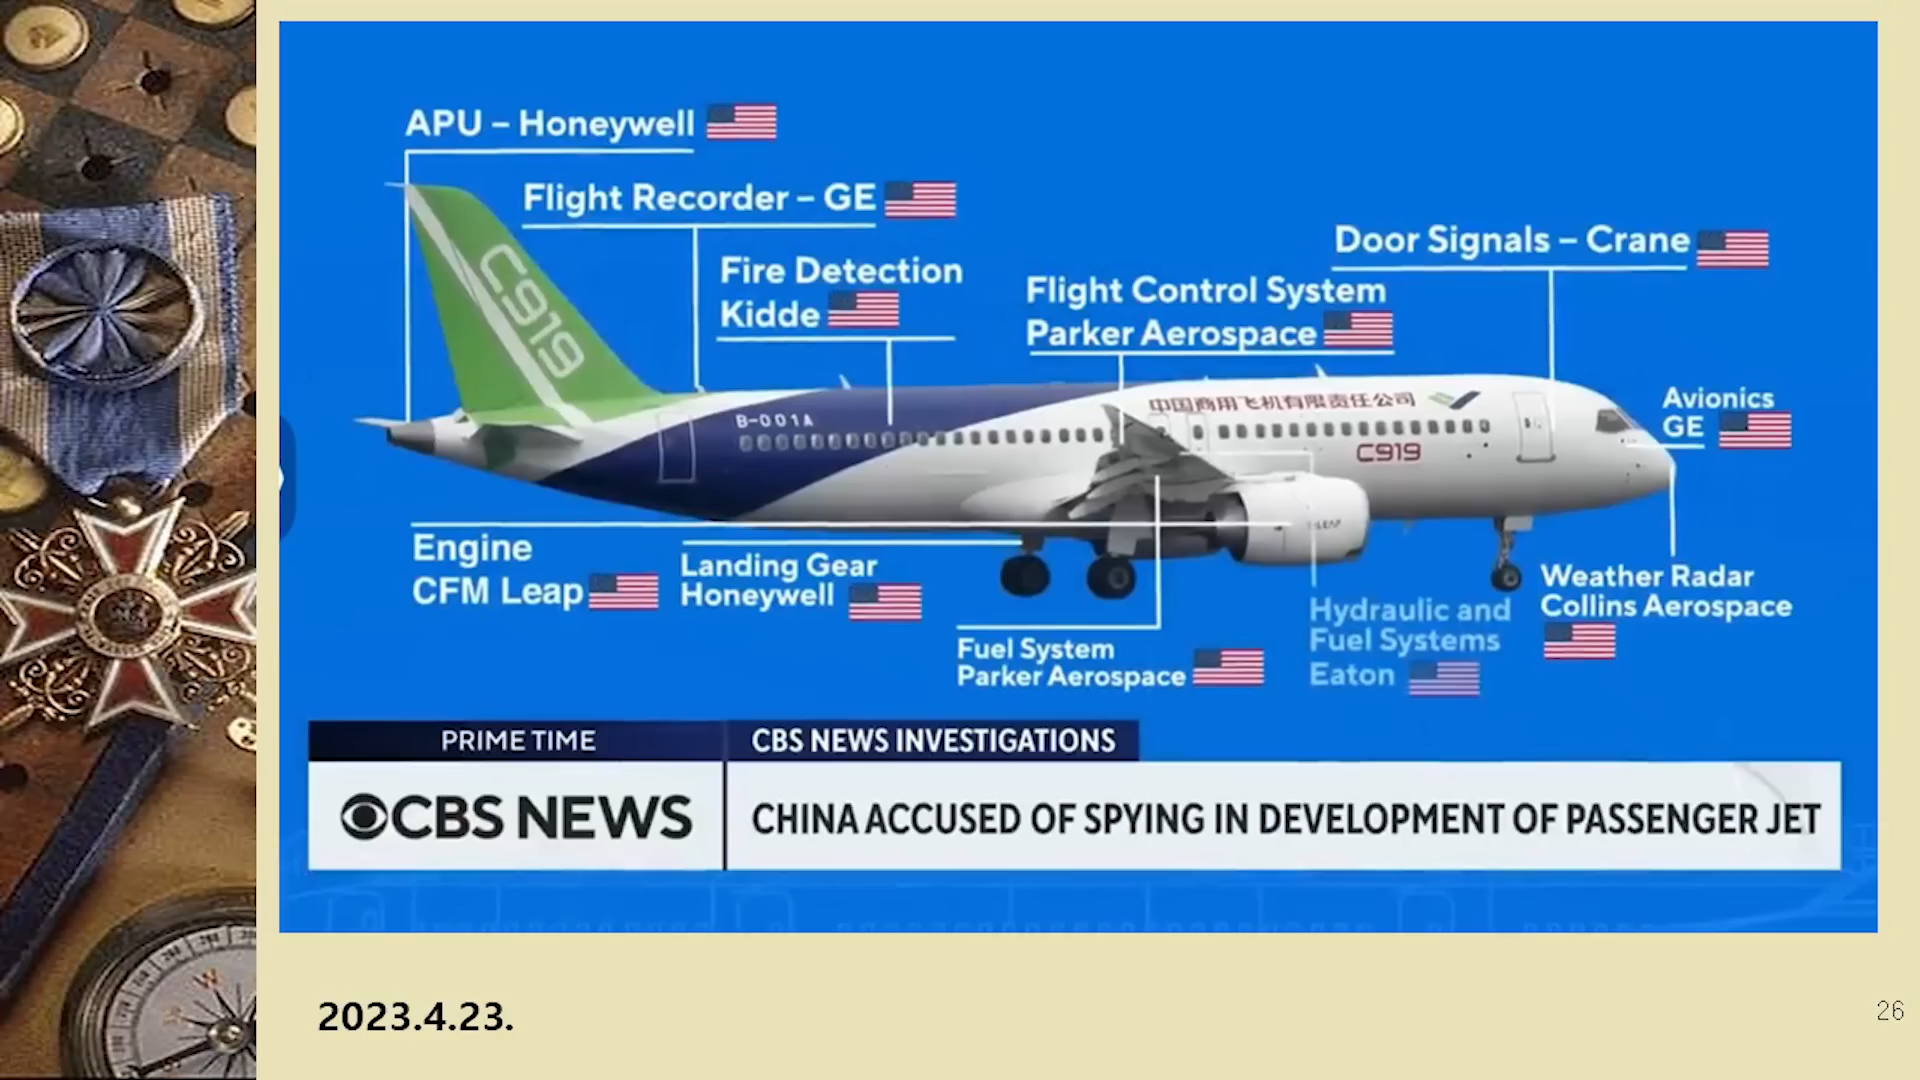 APU – Honeywell
Flight Recorder – GE
Fire Detection
Kidde
Flight Control System
Parker Aerospace
Door Signals – Crane
Avionics
GE
C919
B-001A
中国商用飞机有限责任公司
C919
LEAP
Engine
CFM Leap
Landing Gear
Honeywell
Fuel System
Parker Aerospace
Hydraulic and
Fuel Systems
Eaton
Weather Radar
Collins Aerospace
PRIME TIME
CBS NEWS INVESTIGATIONS
CBS NEWS
CHINA ACCUSED OF SPYING IN DEVELOPMENT OF PASSENGER JET
2023.4.23.
26